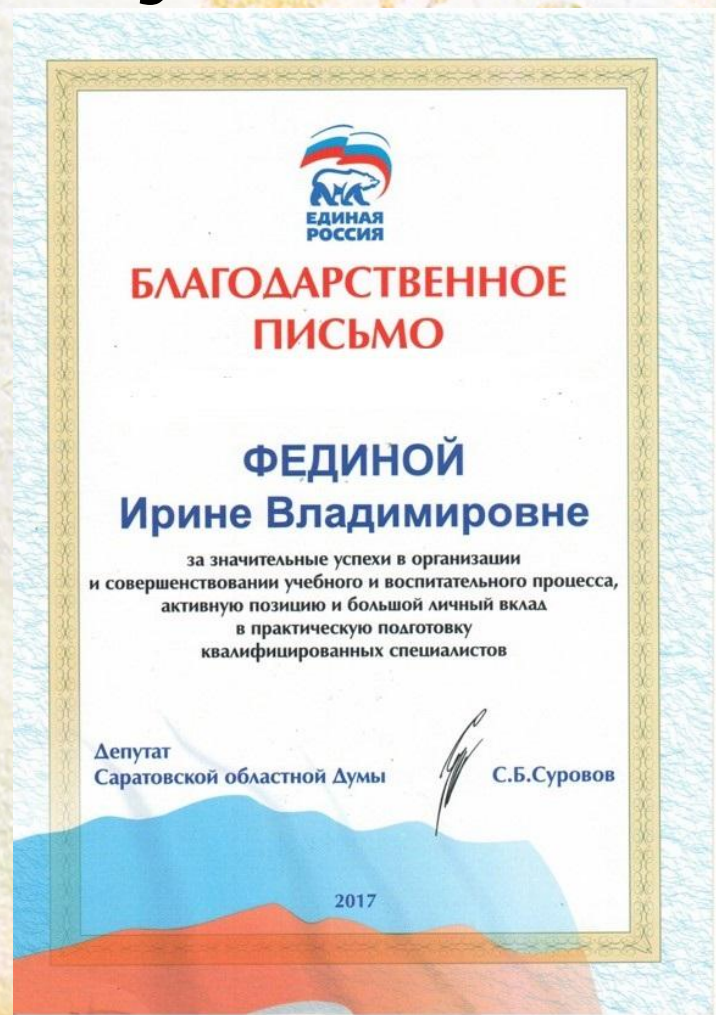 ЕДИНАЯ
РОССИЯ
БЛАГОДАРСТВЕННОЕ
ПИСЬМО
ФЕДИНОЙ
Ирине Владимировне
за значительные успехи в организации
и совершенствовании учебного и воспитательного процесса,
активную позицию и большой личный вклад
в практическую подготовку
квалифицированных специалистов
Депутат
Саратовской областной Думы С.Б.Суровов
2017